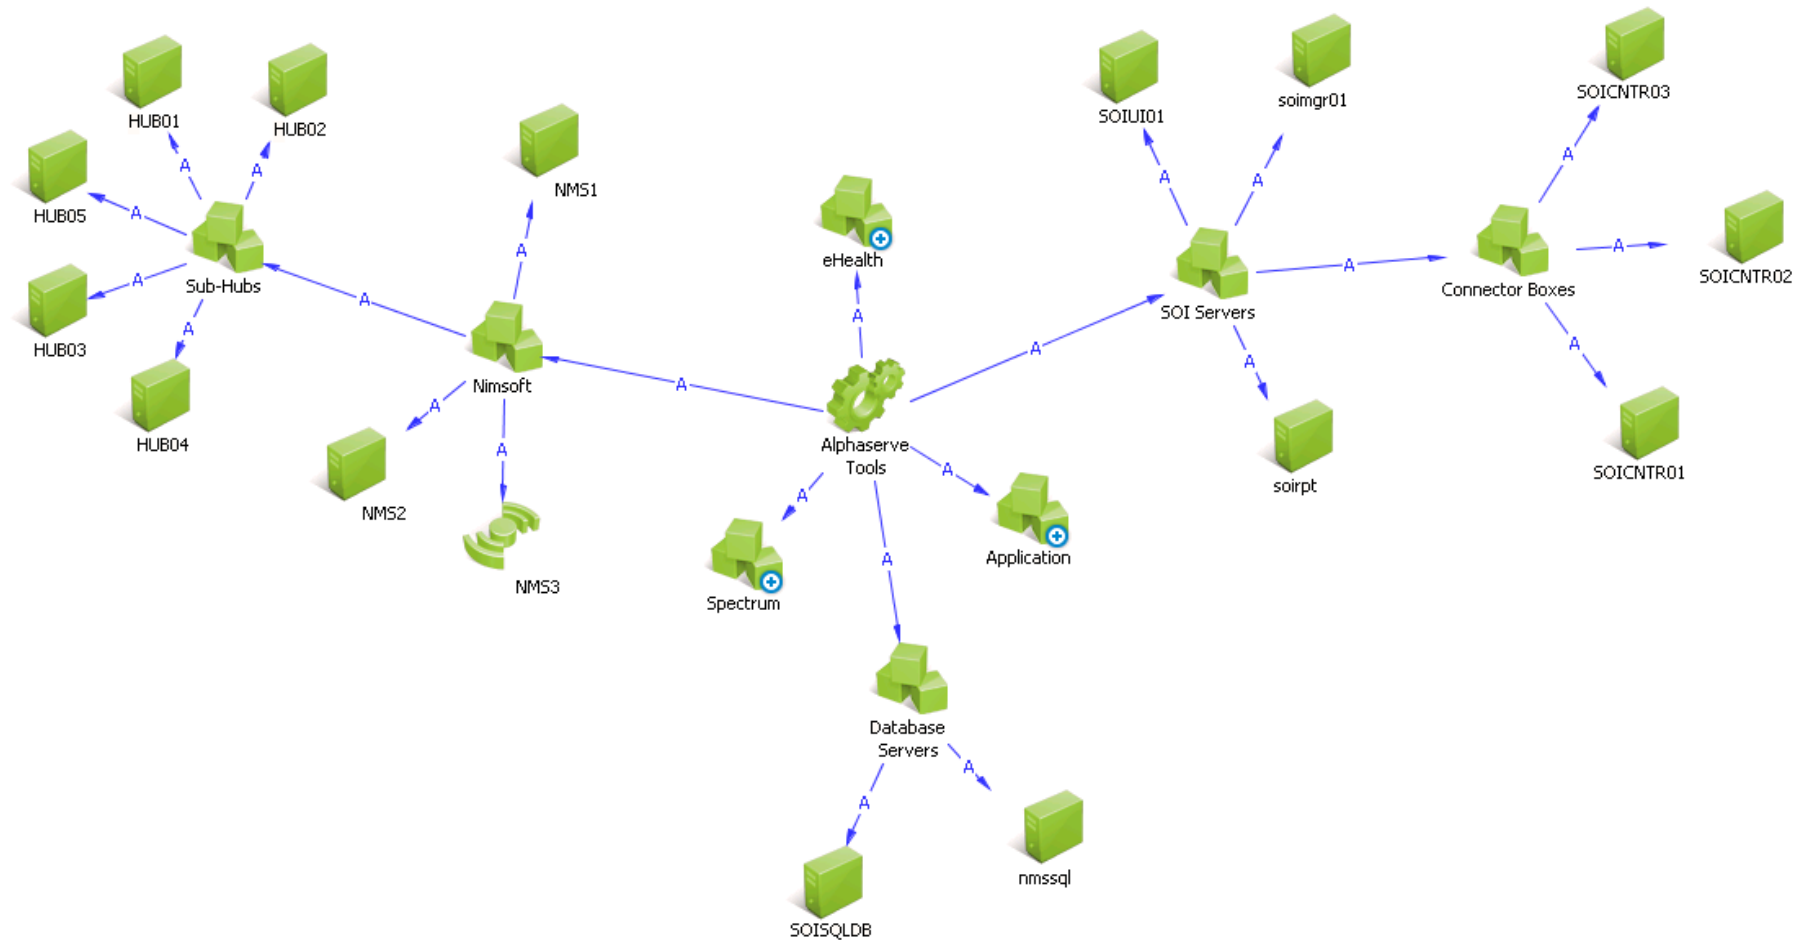 HUB01
HUB02
A
A
HUB05
A
HUB03
A
Sub-Hubs
A
HUB04
A
NMS1
A
Nimsoft
A
NMS2
A
NMS3
A
eHealth
A
Alphaserve
Tools
A
A
A
Spectrum
A
Application
A
Database
Servers
A
SOISQLDB
A
nmssql
SOIUI01
soimgr01
A
A
SOI Servers
A
A
soirpt
Connector Boxes
A
SOICNTR03
A
SOICNTR02
A
SOICNTR01